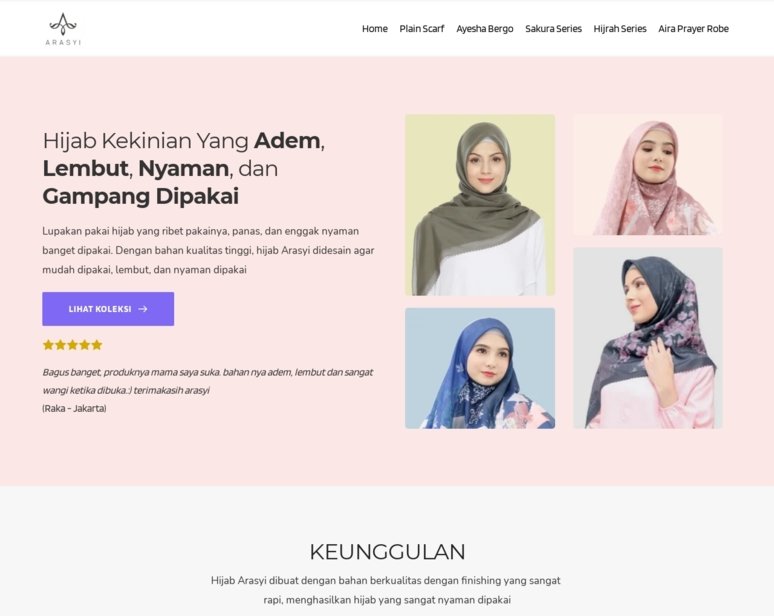 ARASYI
Home Plain Scarf Ayesha Bergo Sakura Series Hijrah Series Aira Prayer Robe
Hijab Kekinian Yang Adem,
Lembut, Nyaman, dan
Gampang Dipakai
Lupakan pakai hijab yang ribet pakainya, panas, dan enggak nyaman
banget dipakai. Dengan bahan kualitas tinggi, hijab Arasyi didesain agar
mudah dipakai, lembut, dan nyaman dipakai
LIHAT KOLEKSI →
Bagus banget, produknya mama saya suka. bahan nya adem, lembut dan sangat
wangi ketika dibuka.:) terimakasih arasyi
(Raka - Jakarta)
KEUNGGULAN
Hijab Arasyi dibuat dengan bahan berkualitas dengan finishing yang sangat
rapi, menghasilkan hijab yang sangat nyaman dipakai